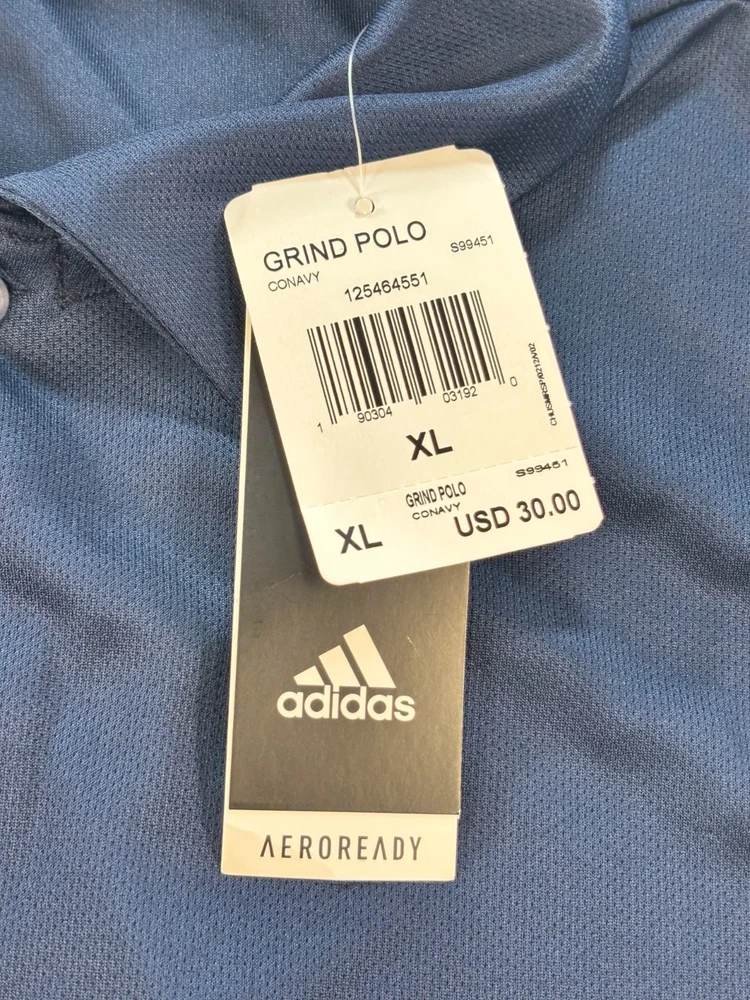 GRIND POLO S99451
CONAVY
125464551
1 90304 03192 0
XL
S99451
GRIND POLO
CONAVY
XL USD 30.00
adidas
AEROREADY